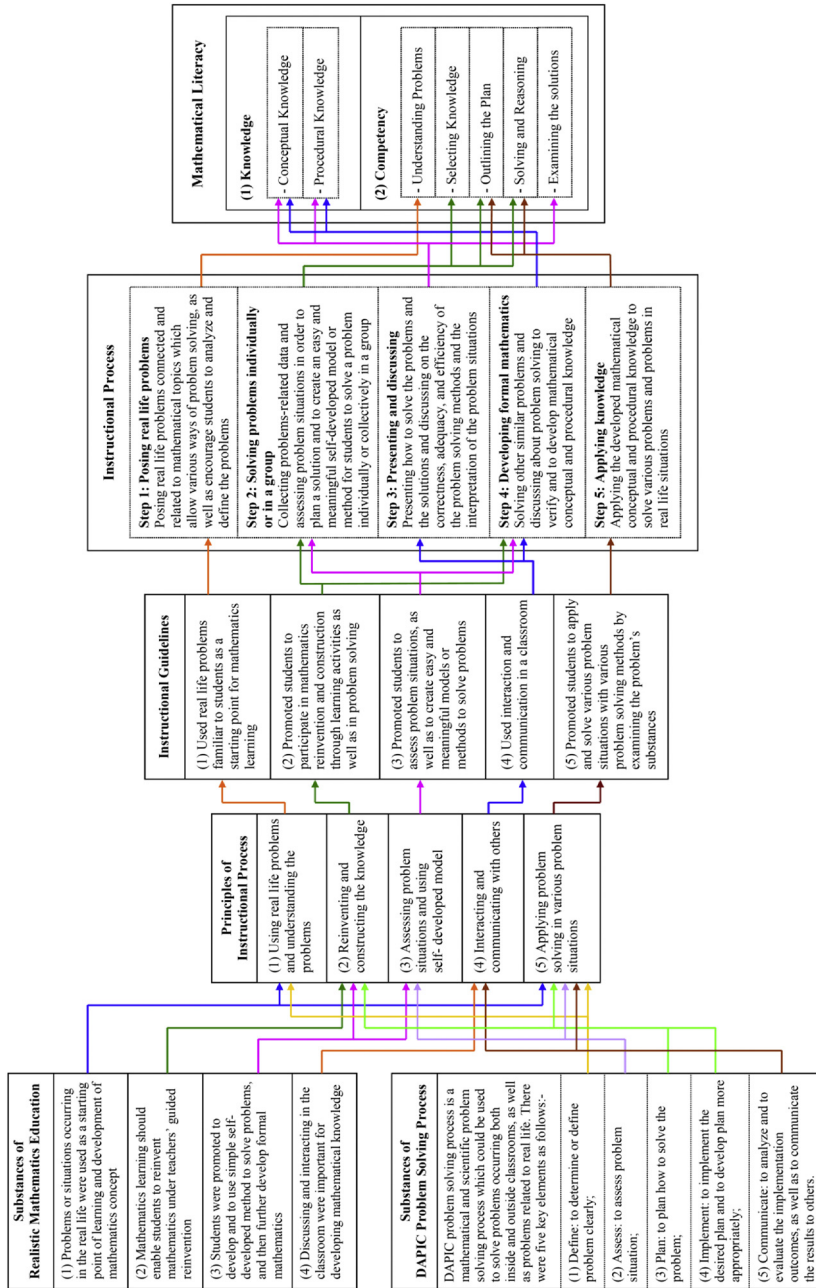 Substances of
Realistic Mathematics Education
(1) Problems or situations occurring
in the real life were used as a starting
point of learning and development of
mathematics concept
(2) Mathematics learning should
enable students to reinvent
mathematics under teachers' guided
reinvention
(3) Students were promoted to
develop and to use simple self-
developed method to solve problems,
and then further develop formal
mathematics
(4) Discussing and interacting in the
classroom were important for
developing mathematical knowledge
Substances of
DAPIC Problem Solving Process
DAPIC problem solving process is a
mathematical and scientific problem
solving process which could be used
to solve problems occurring both
inside and outside classrooms, as well
as problems related to real life. There
were five key elements as follows:-
(1) Define: to determine or define
problem clearly;
(2) Assess: to assess problem
situation;
(3) Plan: to plan how to solve the
problem;
(4) Implement: to implement the
desired plan and to develop plan more
appropriately;
(5) Communicate: to analyze and to
evaluate the implementation
outcomes, as well as to communicate
the results to others.
Principles of
Instructional Process
(1) Using real life problems
and understanding the
problems
(2) Reinventing and
constructing the knowledge
(3) Assessing problem
situations and using
self- developed model
(4) Interacting and
communicating with others
(5) Applying problem
solving in various problem
situations
Instructional Guidelines
(1) Used real life problems
familiar to students as a
starting point for mathematics
learning
(2) Promoted students to
participate in mathematics
reinvention and construction
through learning activities as
well as in problem solving
(3) Promoted students to
assess problem situations, as
well as to create easy and
meaningful models or
methods to solve problems
(4) Used interaction and
communication in a classroom
(5) Promoted students to apply
and solve various problem
situations with various
problem solving methods by
examining the problem's
substances
Instructional Process
Step 1: Posing real life problems
Posing real life problems connected and
related to mathematical topics which
allow various ways of problem solving, as
well as encourage students to analyze and
define the problems
Step 2: Solving problems individually
or in a group
Collecting problems-related data and
assessing problem situations in order to
plan a solution and to create an easy and
meaningful self-developed model or
method for students to solve a problem
individually or collectively in a group
Step 3: Presenting and discussing
Presenting how to solve the problems and
the solutions and discussing on the
correctness, adequacy, and efficiency of
the problem solving methods and the
interpretation of the problem situations
Step 4: Developing formal mathematics
Solving other similar problems and
discussing about problem solving to
verify and to develop mathematical
conceptual and procedural knowledge
Step 5: Applying knowledge
Applying the developed mathematical
conceptual and procedural knowledge to
solve various problems and problems in
real life situations
Mathematical Literacy
(1) Knowledge
- Conceptual Knowledge
- Procedural Knowledge
(2) Competency
- Understanding Problems
- Selecting Knowledge
- Outlining the Plan
- Solving and Reasoning
- Examining the solutions